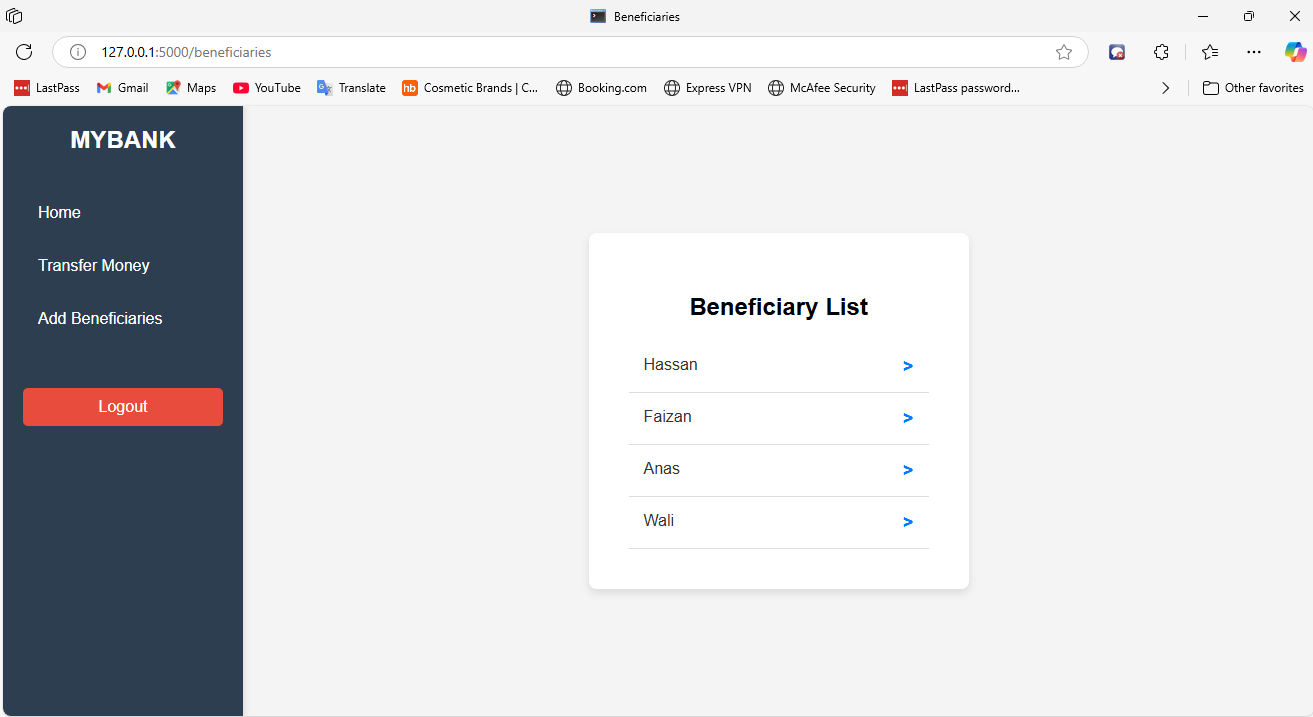 Beneficiaries
127.0.0.1:5000/beneficiaries
LastPass Gmail Maps YouTube Translate hb Cosmetic Brands | C... Booking.com Express VPN McAfee Security LastPass password... Other favorites
MYBANK
Home
Transfer Money
Add Beneficiaries
Logout
Beneficiary List
Hassan >
Faizan >
Anas >
Wali >